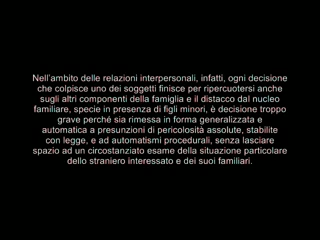 Nell'ambito delle relazioni interpersonali, infatti, ogni decisione
che colpisce uno dei soggetti finisce per ripercuotersi anche
sugli altri componenti della famiglia e il distacco dal nucleo
familiare, specie in presenza di figli minori, è decisione troppo
grave perché sia rimessa in forma generalizzata e
automatica a presunzioni di pericolosità assolute, stabilite
con legge, e ad automatismi procedurali, senza lasciare
spazio ad un circostanziato esame della situazione particolare
dello straniero interessato e dei suoi familiari.